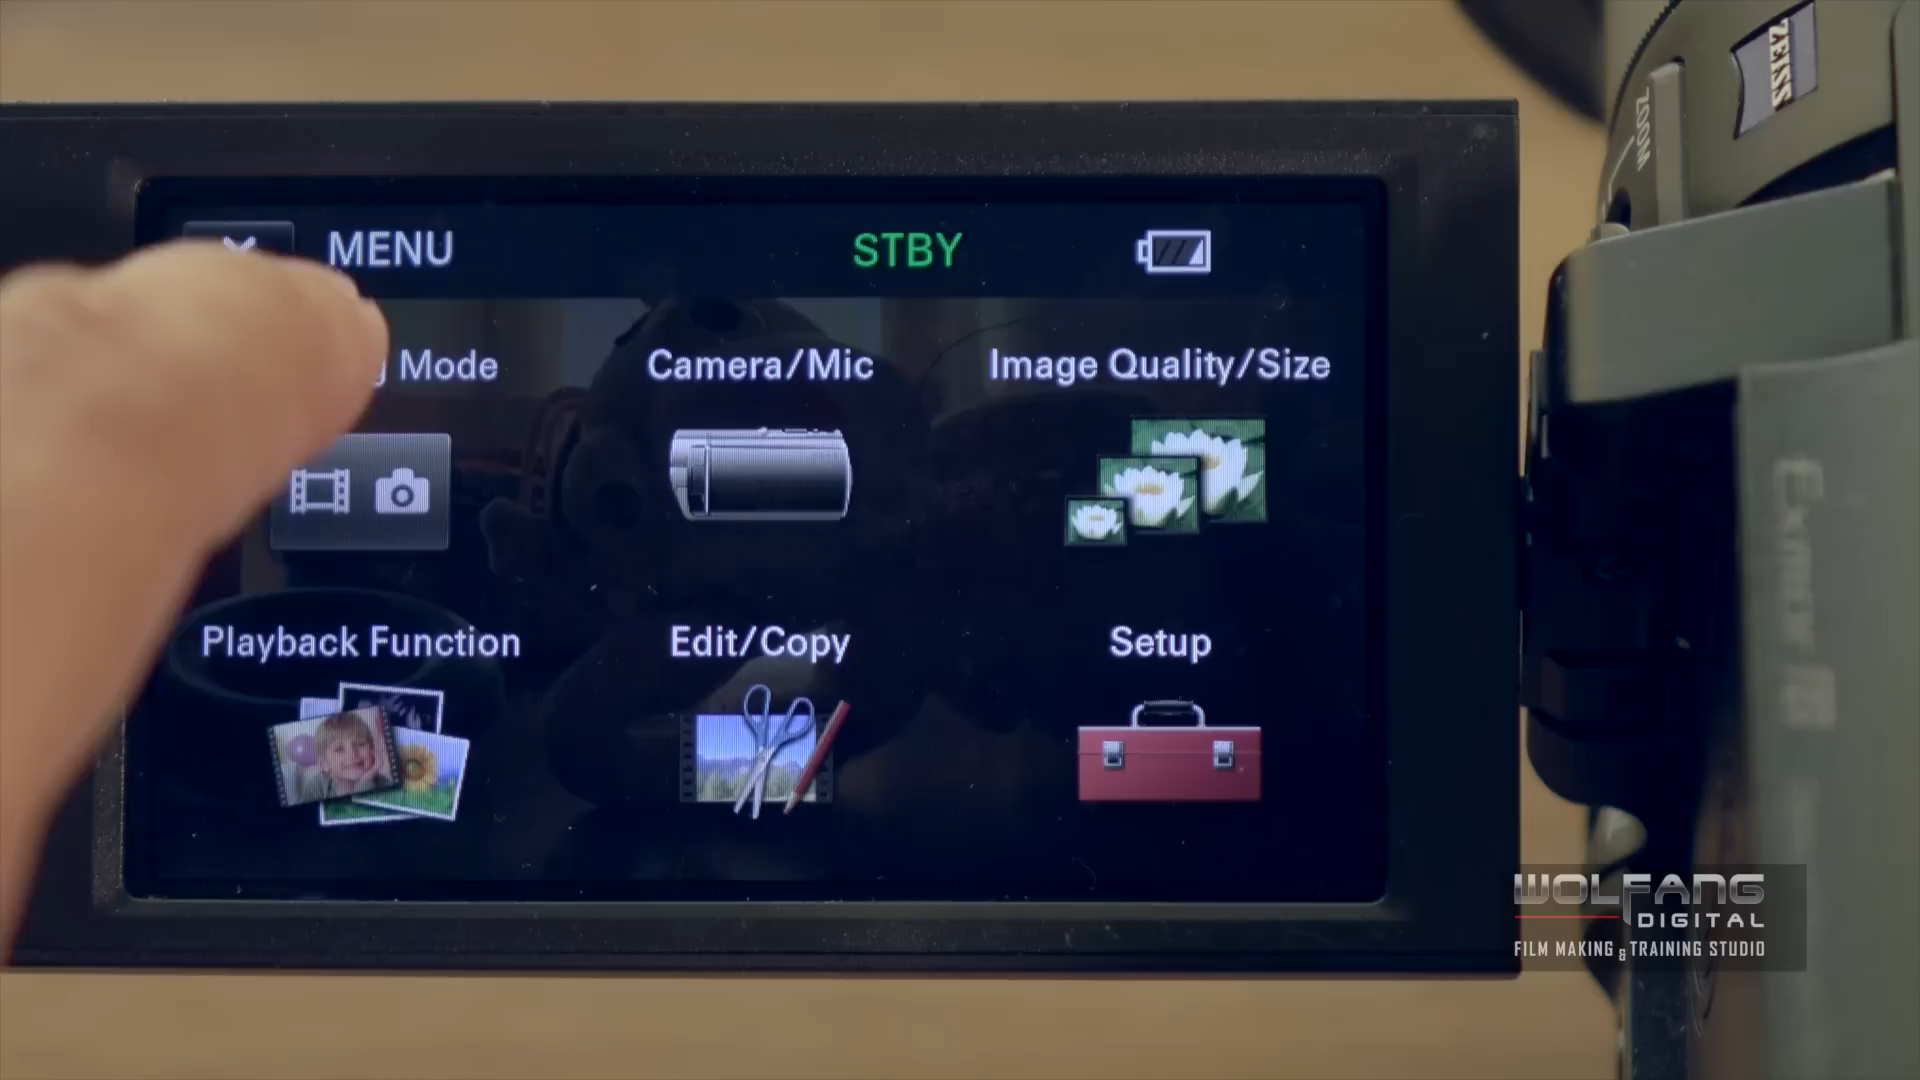 ZEISS
ZOOM
MENU
STBY
Mode
Camera/Mic
Image Quality/Size
Playback Function
Edit/Copy
Setup
Exmor R
WOLFANG
DIGITAL
FILM MAKING & TRAINING STUDIO